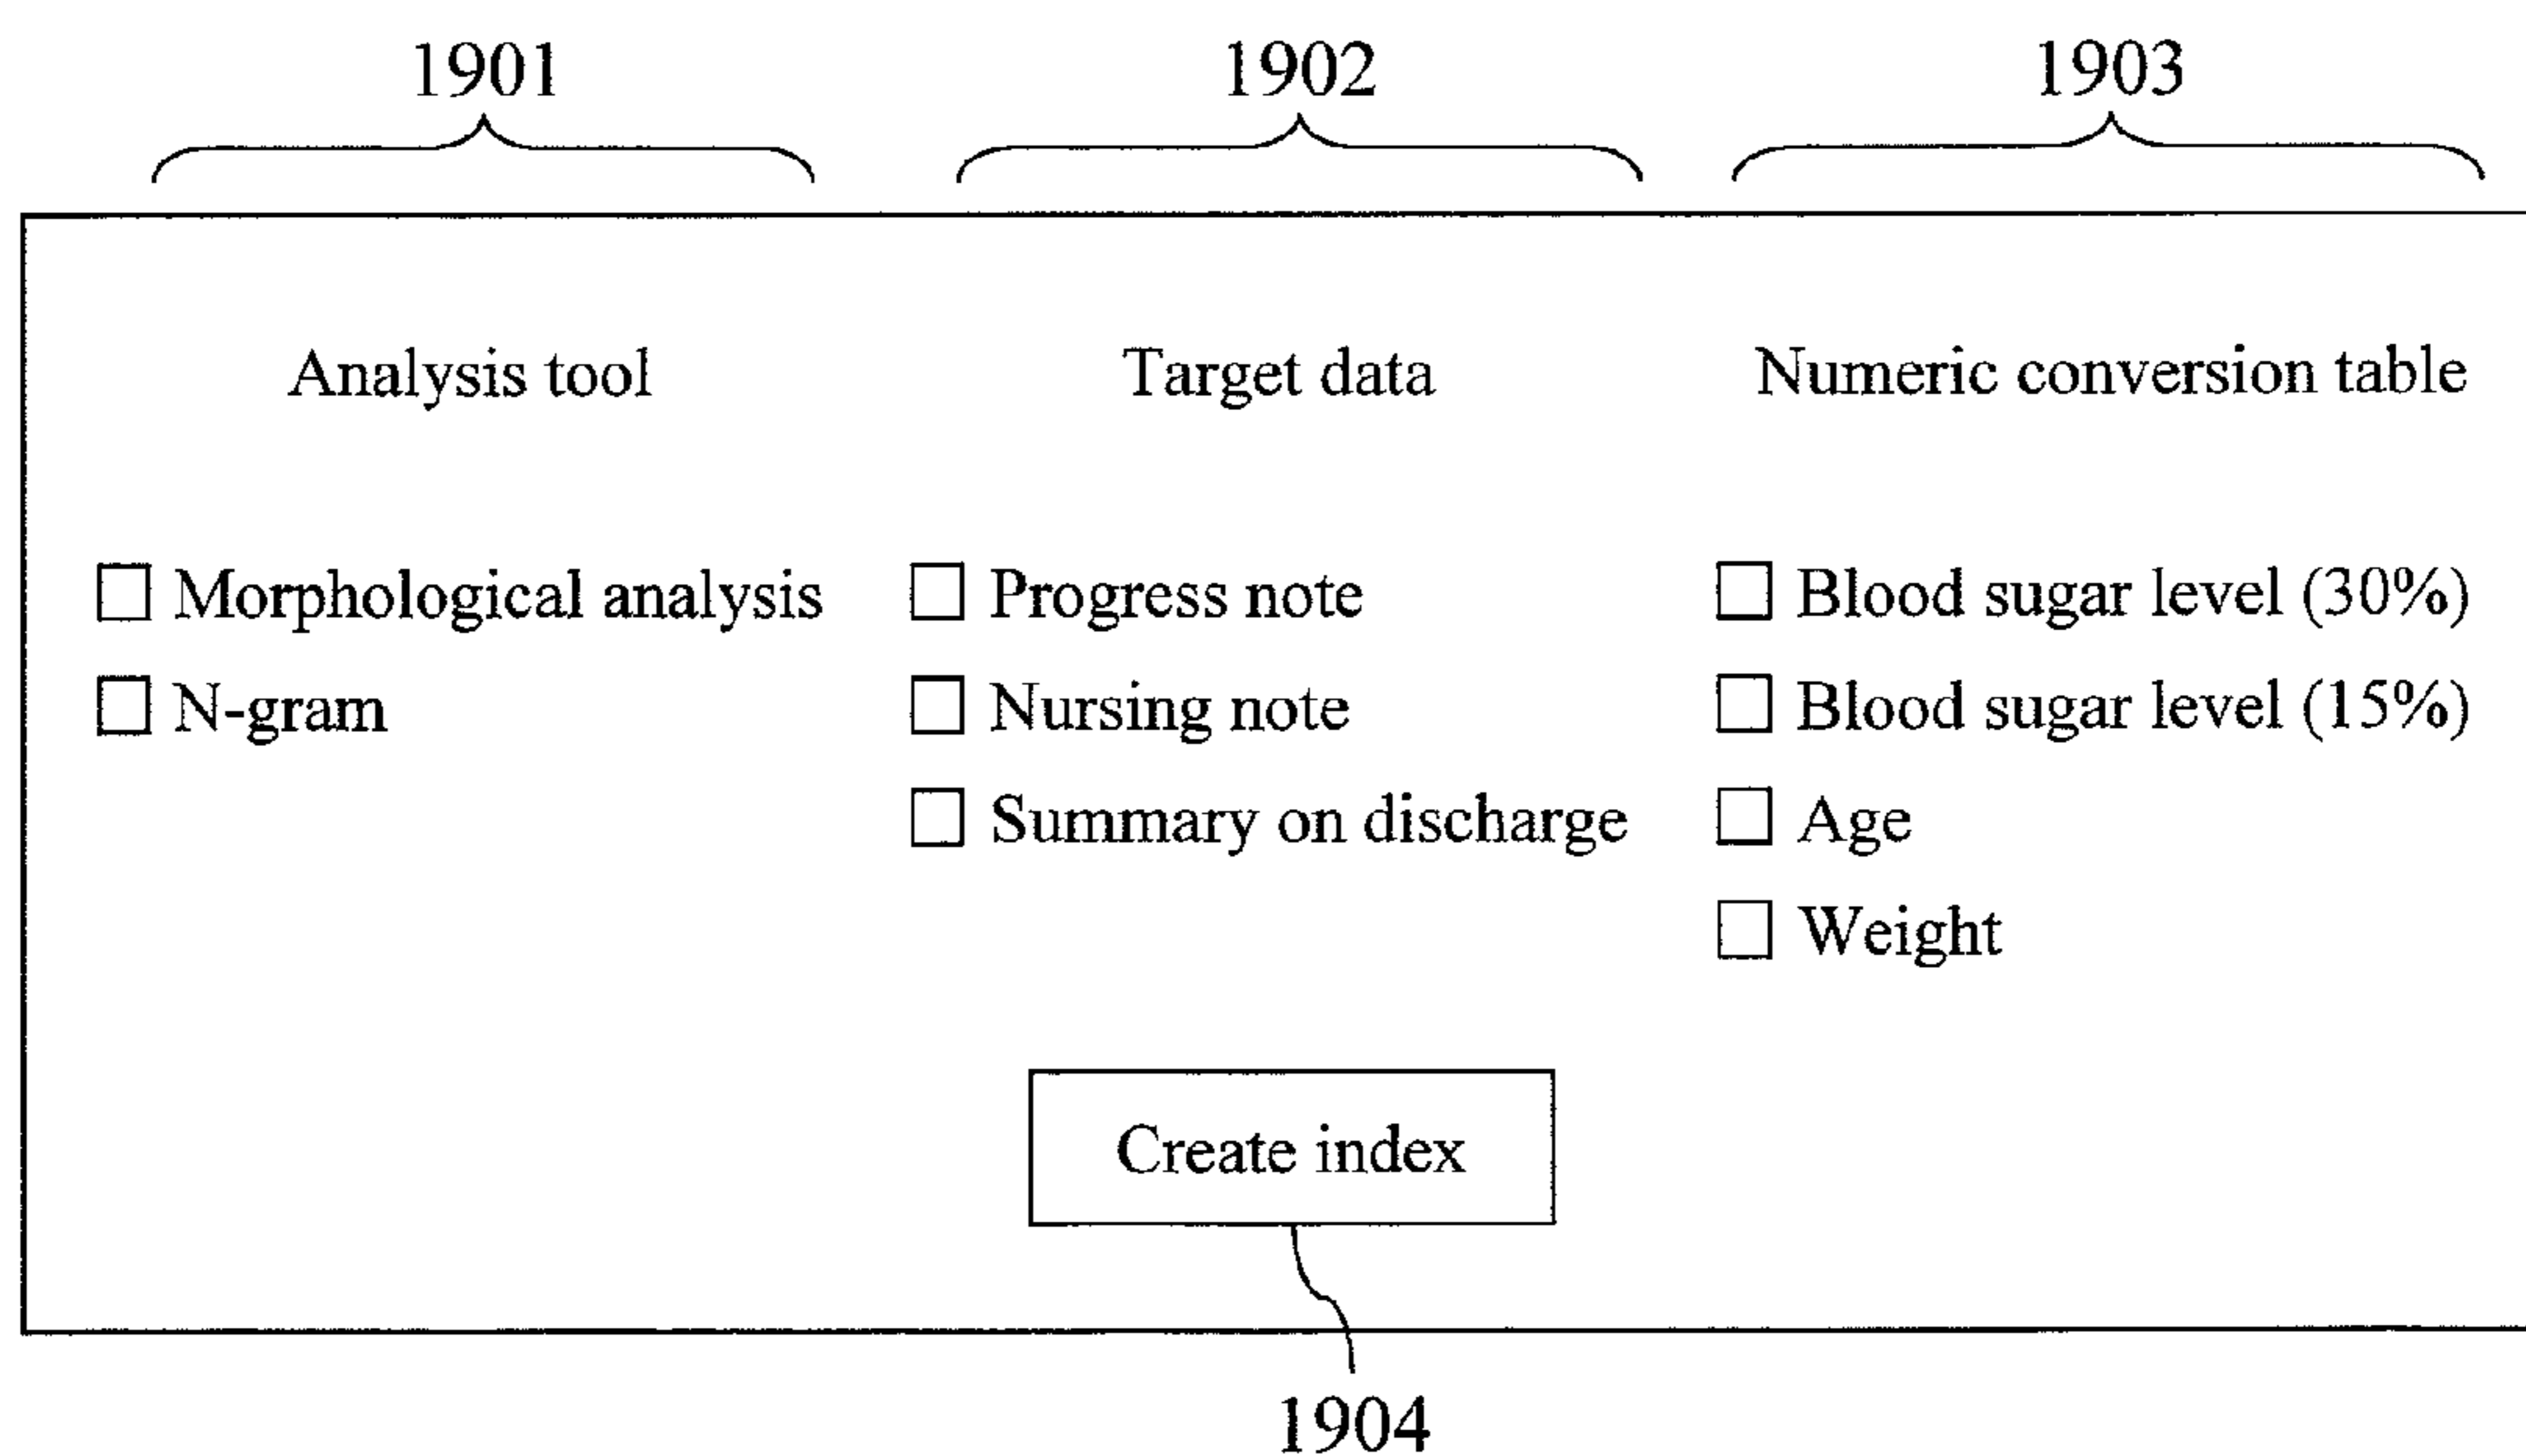 1901 1902 1903
Analysis tool Target data Numeric conversion table
Morphological analysis Progress note Blood sugar level (30%)
N-gram Nursing note Blood sugar level (15%)
Summary on discharge Age
Weight
Create index
1904